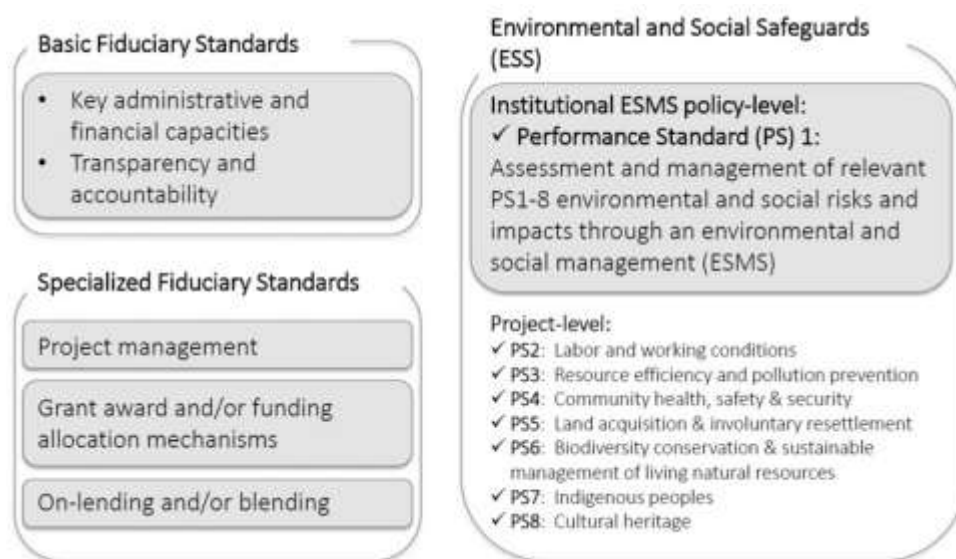 Basic Fiduciary Standards
• Key administrative and
financial capacities
• Transparency and
accountability
Specialized Fiduciary Standards
Project management
Grant award and/or funding
allocation mechanisms
On-lending and/or blending
Environmental and Social Safeguards
(ESS)
Institutional ESMS policy-level:
✓ Performance Standard (PS) 1:
Assessment and management of relevant
PS1-8 environmental and social risks and
impacts through an environmental and
social management (ESMS)
Project-level:
✓ PS2: Labor and working conditions
✓ PS3: Resource efficiency and pollution prevention
✓ PS4: Community health, safety & security
✓ PS5: Land acquisition & involuntary resettlement
✓ PS6: Biodiversity conservation & sustainable
management of living natural resources
✓ PS7: Indigenous peoples
✓ PS8: Cultural heritage